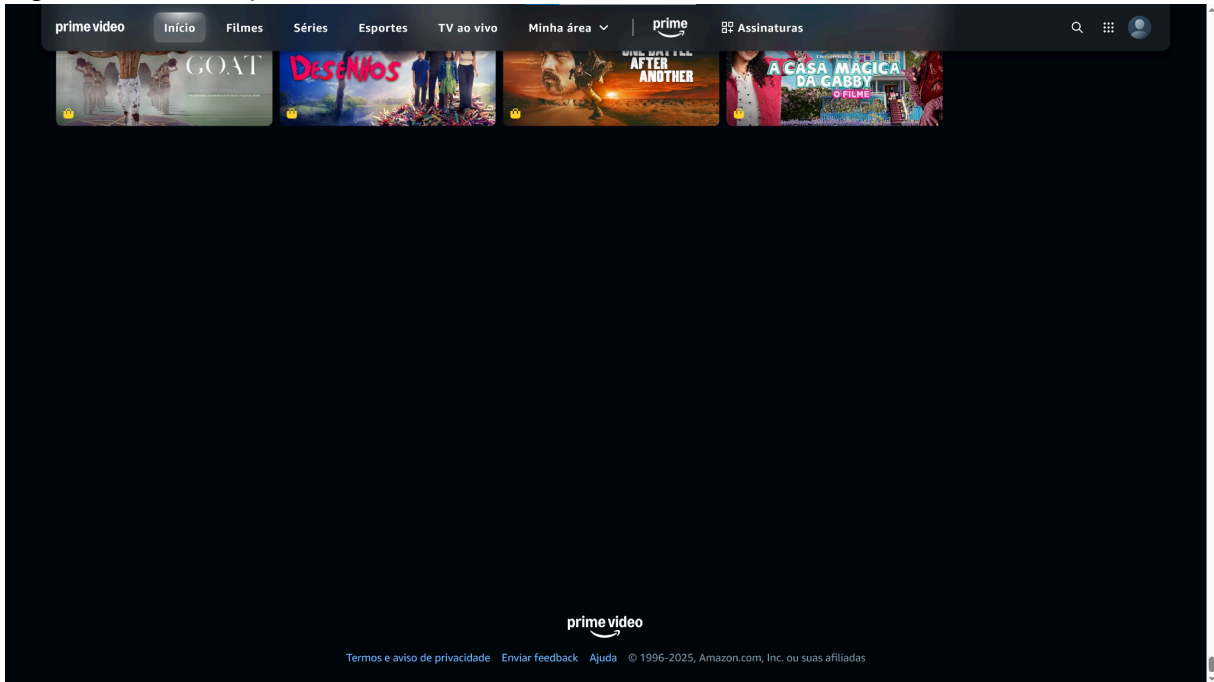 prime video Início Filmes Séries Esportes TV ao vivo Minha área prime Assinaturas
GOAT
DESENHOS
ONE BATTLE
AFTER
ANOTHER
A CASA MÁGICA
DA GABBY
O FILME
prime video
Termos e aviso de privacidade Enviar feedback Ajuda © 1996-2025, Amazon.com, Inc. ou suas afiliadas